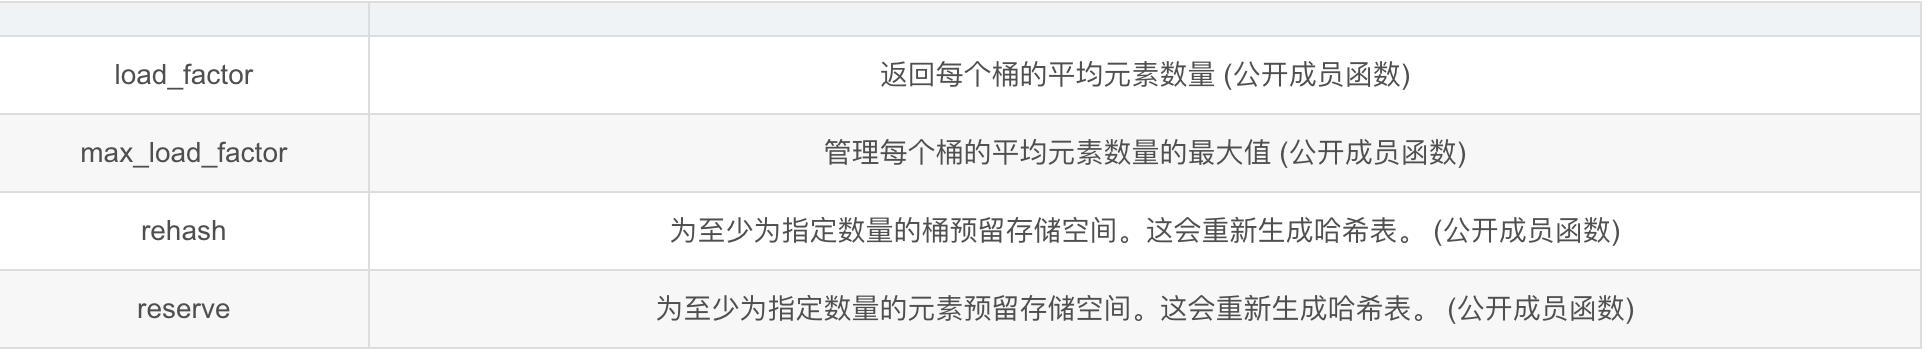 load_factor 返回每个桶的平均元素数量 (公开成员函数)
max_load_factor 管理每个桶的平均元素数量的最大值 (公开成员函数)
rehash 为至少为指定数量的桶预留存储空间。这会重新生成哈希表。 (公开成员函数)
reserve 为至少为指定数量的元素预留存储空间。这会重新生成哈希表。 (公开成员函数)